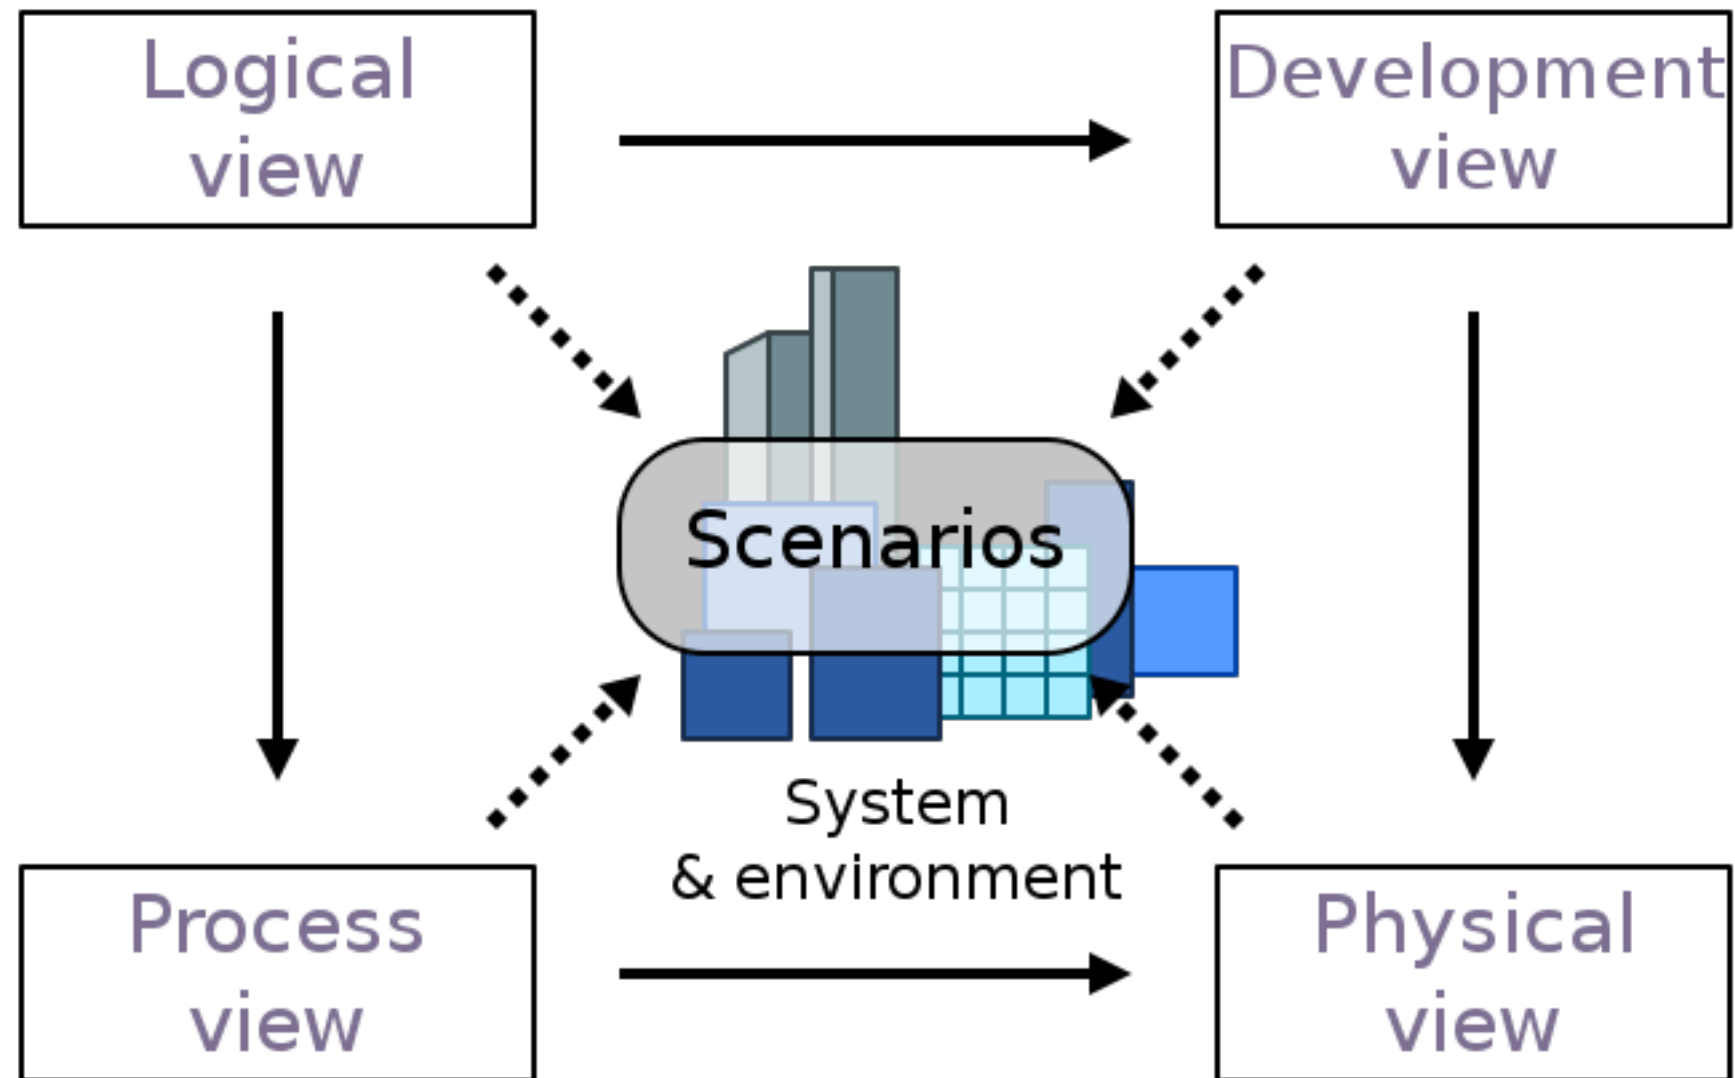 Logical
view
Development
view
Scenarios
System
& environment
Process
view
Physical
view